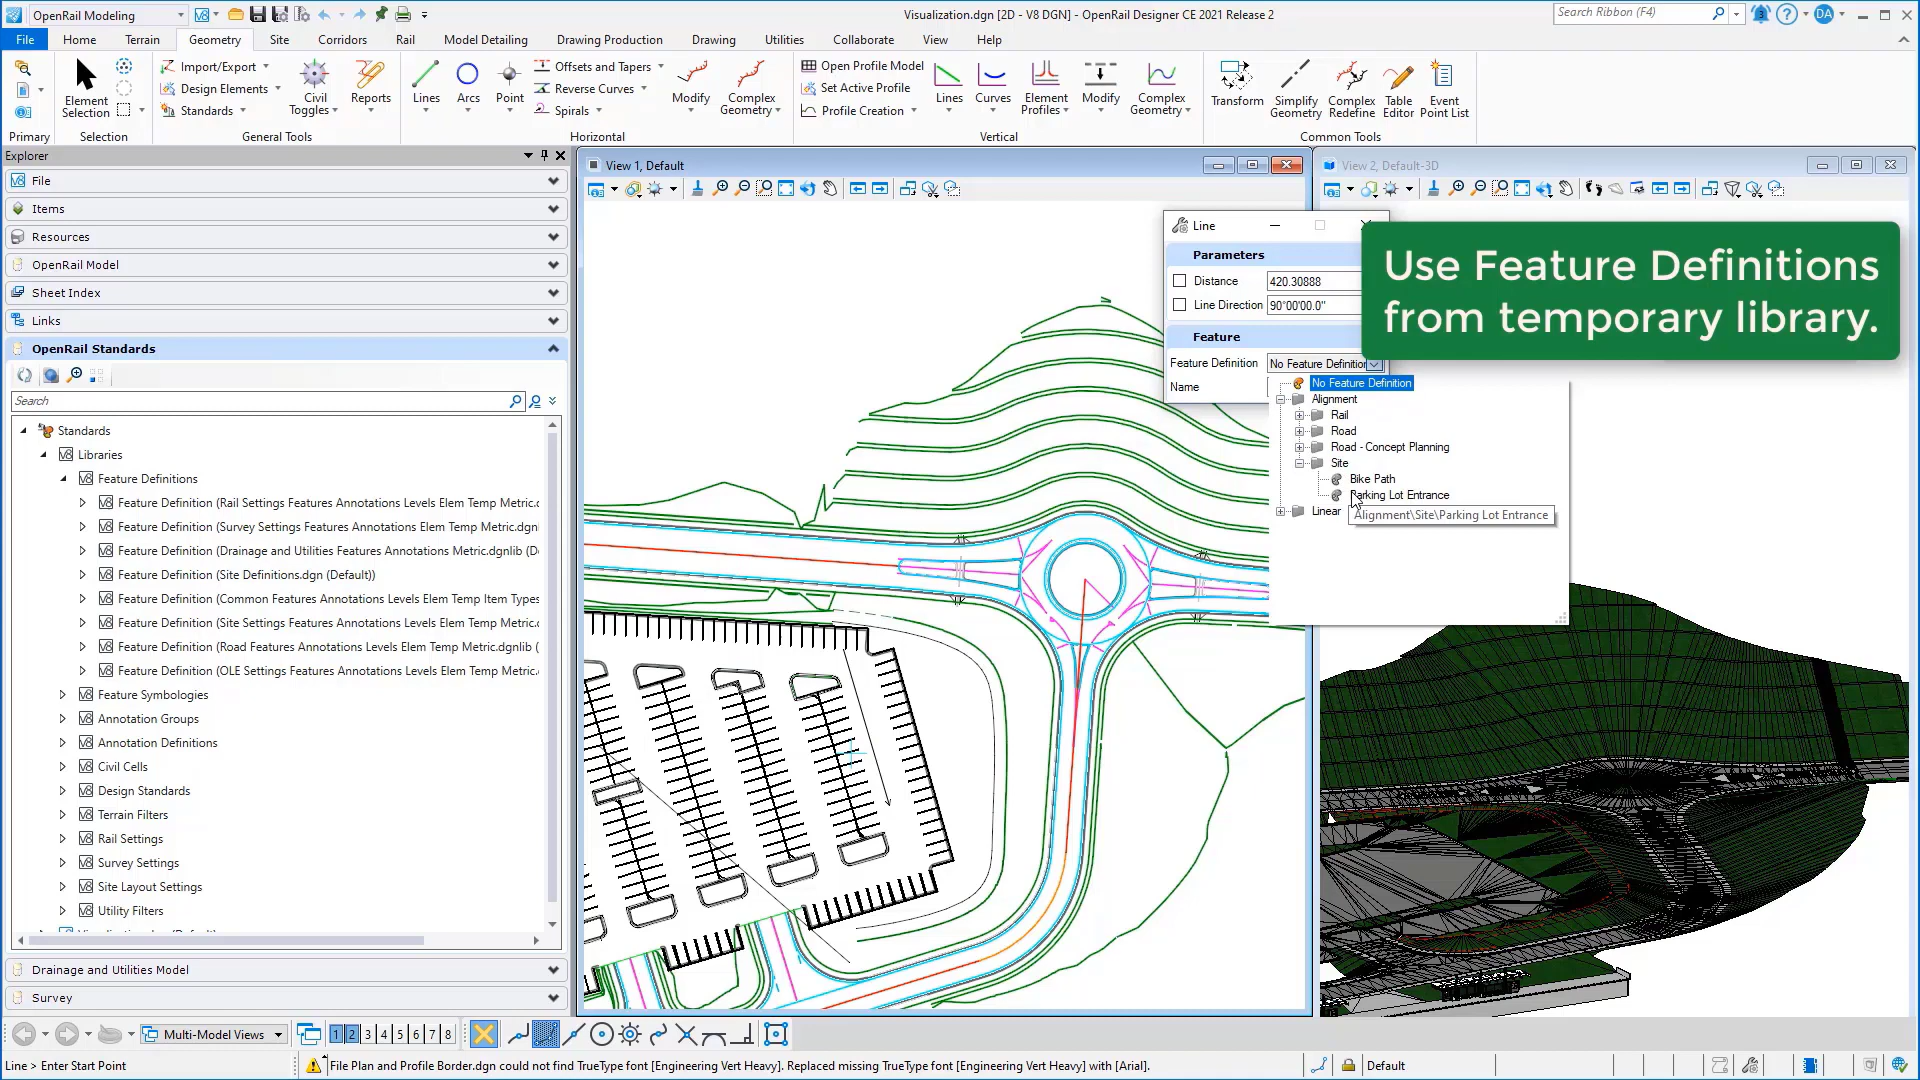 OpenRail Modeling
Visualization.dgn [2D - V8 DGN] - OpenRail Designer CE 2021 Release 2
Search Ribbon (F4)
DA
File Home Terrain Geometry Site Corridors Rail Model Detailing Drawing Production Drawing Utilities Collaborate View Help
Element Selection
Import/Export
Design Elements
Standards
Civil Toggles
Reports
Lines
Arcs
Point
Offsets and Tapers
Reverse Curves
Spirals
Modify
Complex Geometry
Open Profile Model
Set Active Profile
Profile Creation
Lines
Curves
Element Profiles
Modify
Complex Geometry
Transform
Simplify Geometry
Complex Redefine
Table Editor
Event Point List
Primary Selection General Tools Horizontal Vertical Common Tools
Explorer
File
Items
Resources
OpenRail Model
Sheet Index
Links
OpenRail Standards
Search
Standards
Libraries
Feature Definitions
Feature Definition (Rail Settings Features Annotations Levels Elem Temp Metric.d
Feature Definition (Survey Settings Features Annotations Elem Temp Metric.dgnl
Feature Definition (Drainage and Utilities Features Annotations Metric.dgnlib (D
Feature Definition (Site Definitions.dgn (Default))
Feature Definition (Common Features Annotations Levels Elem Temp Item Types
Feature Definition (Site Settings Features Annotations Levels Elem Temp Metric.
Feature Definition (Road Features Annotations Levels Elem Temp Metric.dgnlib (
Feature Definition (OLE Settings Features Annotations Levels Elem Temp Metric.
Feature Symbologies
Annotation Groups
Annotation Definitions
Civil Cells
Design Standards
Terrain Filters
Rail Settings
Survey Settings
Site Layout Settings
Utility Filters
Drainage and Utilities Model
Survey
View 1, Default
View 2, Default-3D
Line
Parameters
Distance 420.30888
Line Direction 90°00'00.0"
Feature
Feature Definition No Feature Definition
Name
No Feature Definition
Alignment
Rail
Road
Road - Concept Planning
Site
Bike Path
Parking Lot Entrance
Linear
Alignment\Site\Parking Lot Entrance
Use Feature Definitions
from temporary library.
Multi-Model Views
1 2 3 4 5 6 7 8
Line > Enter Start Point
File Plan and Profile Border.dgn could not find TrueType font [Engineering Vert Heavy]. Replaced missing TrueType font [Engineering Vert Heavy] with [Arial].
Default